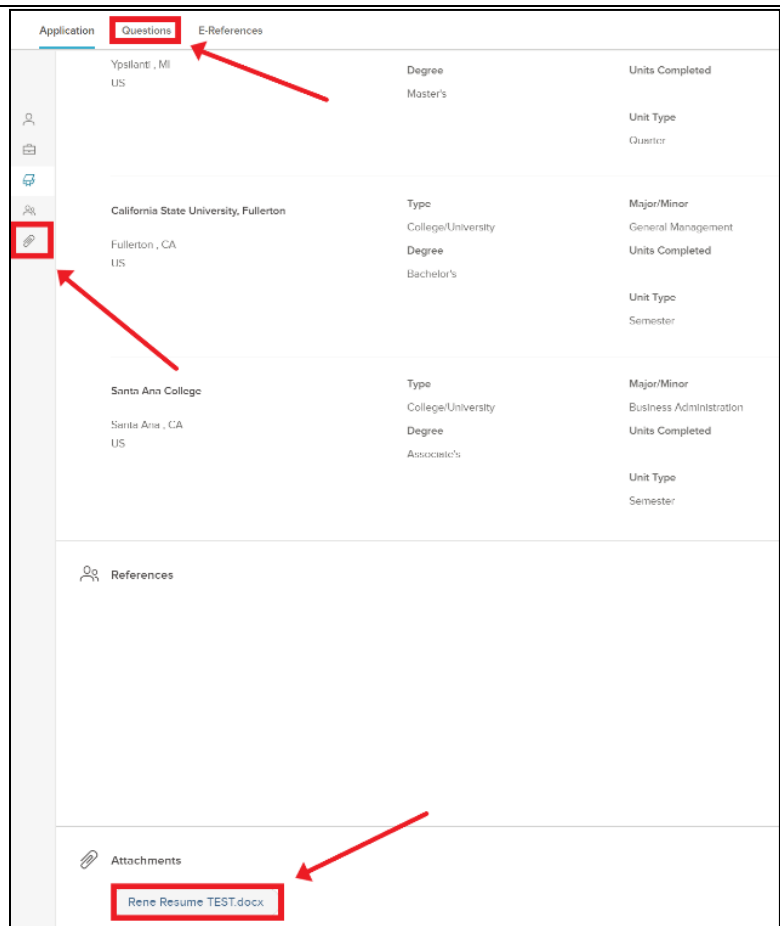 Application Questions E-References
Ypsilanti , MI
US
Degree
Master's
Units Completed
Unit Type
Quarter
California State University, Fullerton
Fullerton , CA
US
Type
College/University
Degree
Bachelor's
Major/Minor
General Management
Units Completed
Unit Type
Semester
Santa Ana College
Santa Ana , CA
US
Type
College/University
Degree
Associate's
Major/Minor
Business Administration
Units Completed
Unit Type
Semester
References
Attachments
Rene Resume TEST.docx